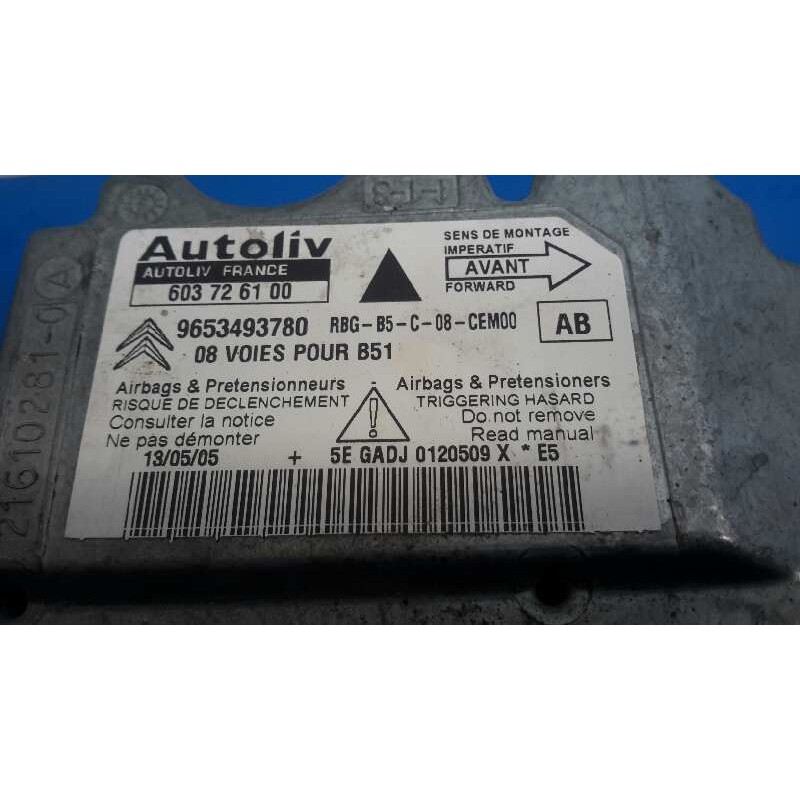 Autoliv
AUTOLIV FRANCE
603 72 61 00
SENS DE MONTAGE
IMPERATIF
AVANT
FORWARD
9653493780 RBG-B5-C-08-CEM00 AB
08 VOIES POUR B51
Airbags & Pretensionneurs
RISQUE DE DECLENCHEMENT
Consulter la notice
Ne pas démonter
Airbags & Pretensioners
TRIGGERING HASARD
Do not remove
Read manual
13/05/05 + 5E GADJ 0120509 X * E5
21610281-0 A